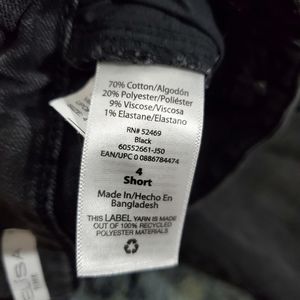 70% Cotton/Algodón
20% Polyester/Poliéster
9% Viscose/Viscosa
1% Elastane/Elastano
RN# 52469
Black
60552661-J50
EAN/UPC 0 0886784474
4
Short
Made In/Hecho En
Bangladesh
THIS LABEL YARN IS MADE
OUT OF 100% RECYCLED
POLYESTER MATERIALS